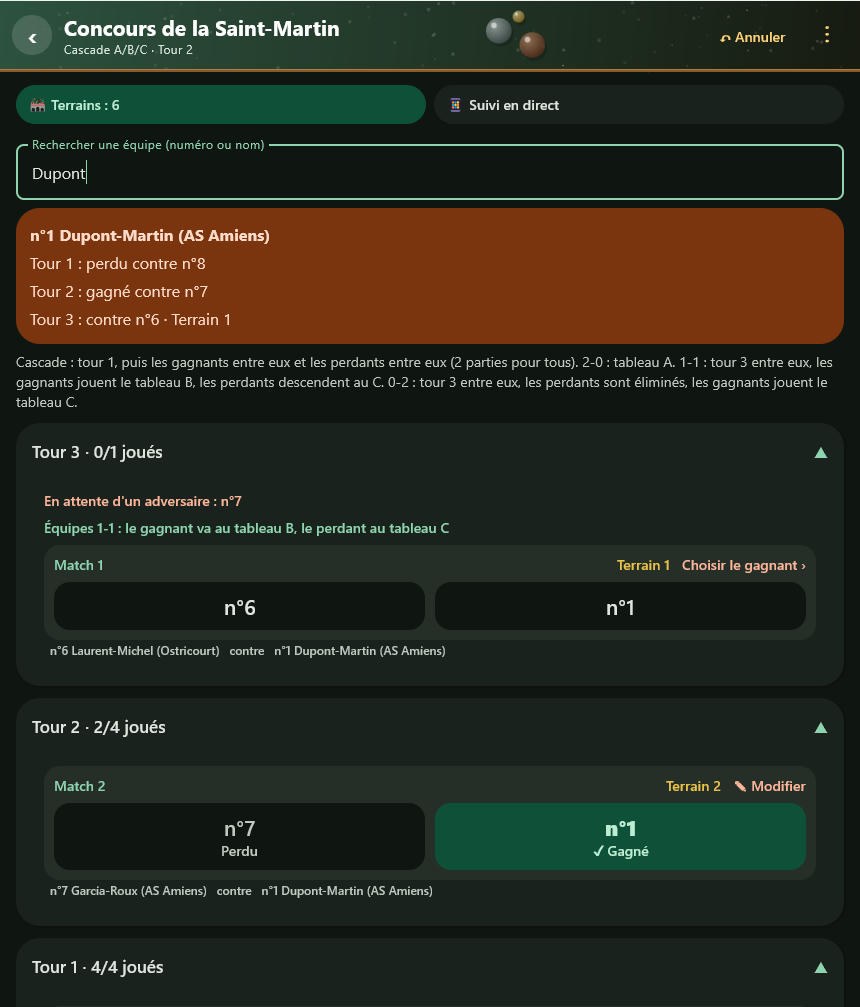 Concours de la Saint-Martin
Cascade A/B/C · Tour 2
Annuler
Terrains : 6
Suivi en direct
Rechercher une équipe (numéro ou nom)
Dupont
n°1 Dupont-Martin (AS Amiens)
Tour 1 : perdu contre n°8
Tour 2 : gagné contre n°7
Tour 3 : contre n°6 · Terrain 1
Cascade : tour 1, puis les gagnants entre eux et les perdants entre eux (2 parties pour tous). 2-0 : tableau A. 1-1 : tour 3 entre eux, les
gagnants jouent le tableau B, les perdants descendent au C. 0-2 : tour 3 entre eux, les perdants sont éliminés, les gagnants jouent le
tableau C.
Tour 3 · 0/1 joués
En attente d'un adversaire : n°7
Équipes 1-1 : le gagnant va au tableau B, le perdant au tableau C
Match 1
Terrain 1 Choisir le gagnant ›
n°6
n°1
n°6 Laurent-Michel (Ostricourt) contre n°1 Dupont-Martin (AS Amiens)
Tour 2 · 2/4 joués
Match 2
Terrain 2 Modifier
n°7
Perdu
n°1
✓ Gagné
n°7 Garcia-Roux (AS Amiens) contre n°1 Dupont-Martin (AS Amiens)
Tour 1 · 4/4 joués